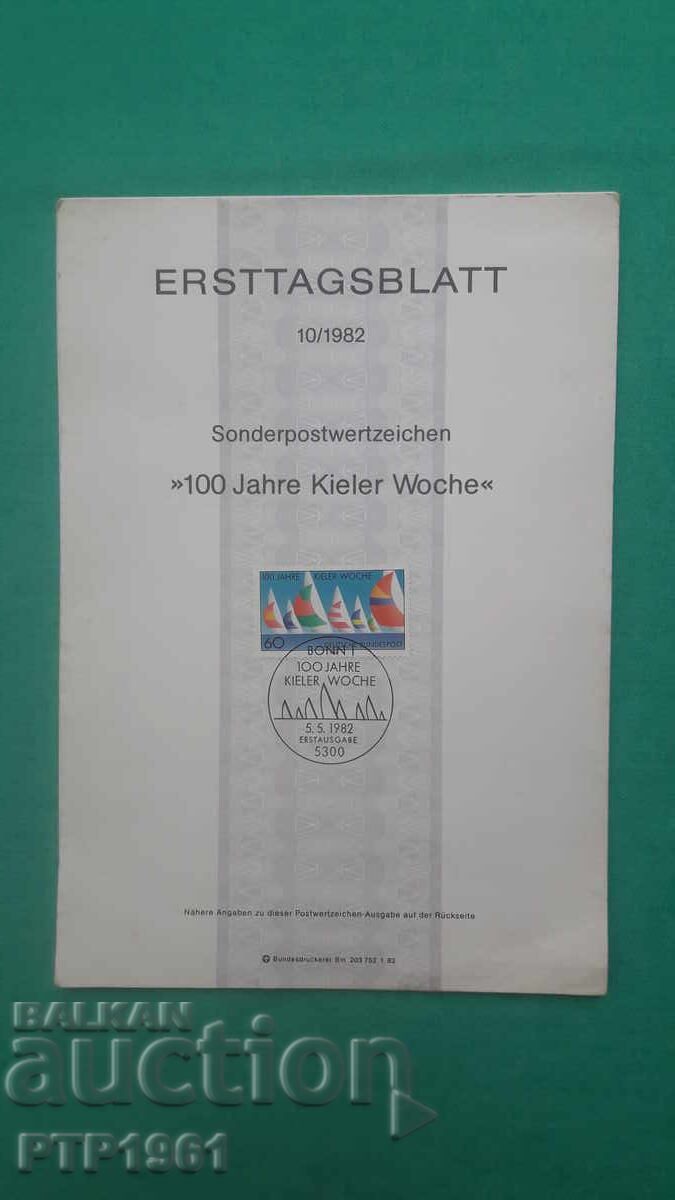 ERSTTAGSBLATT
10/1982
Sonderpostwertzeichen
»100 Jahre Kieler Woche«
100 JAHRE KIELER WOCHE
60
DEUTSCHE BUNDESPOST
BONN 1
100 JAHRE
KIELER WOCHE
5.5.1982
ERSTAUSGABE
5300
Nähere Angaben zu dieser Postwertzeichen-Ausgabe auf der Rückseite
Bundesdruckerei Bln 203 752 1. 82
BALKAN
auction
PTP1961